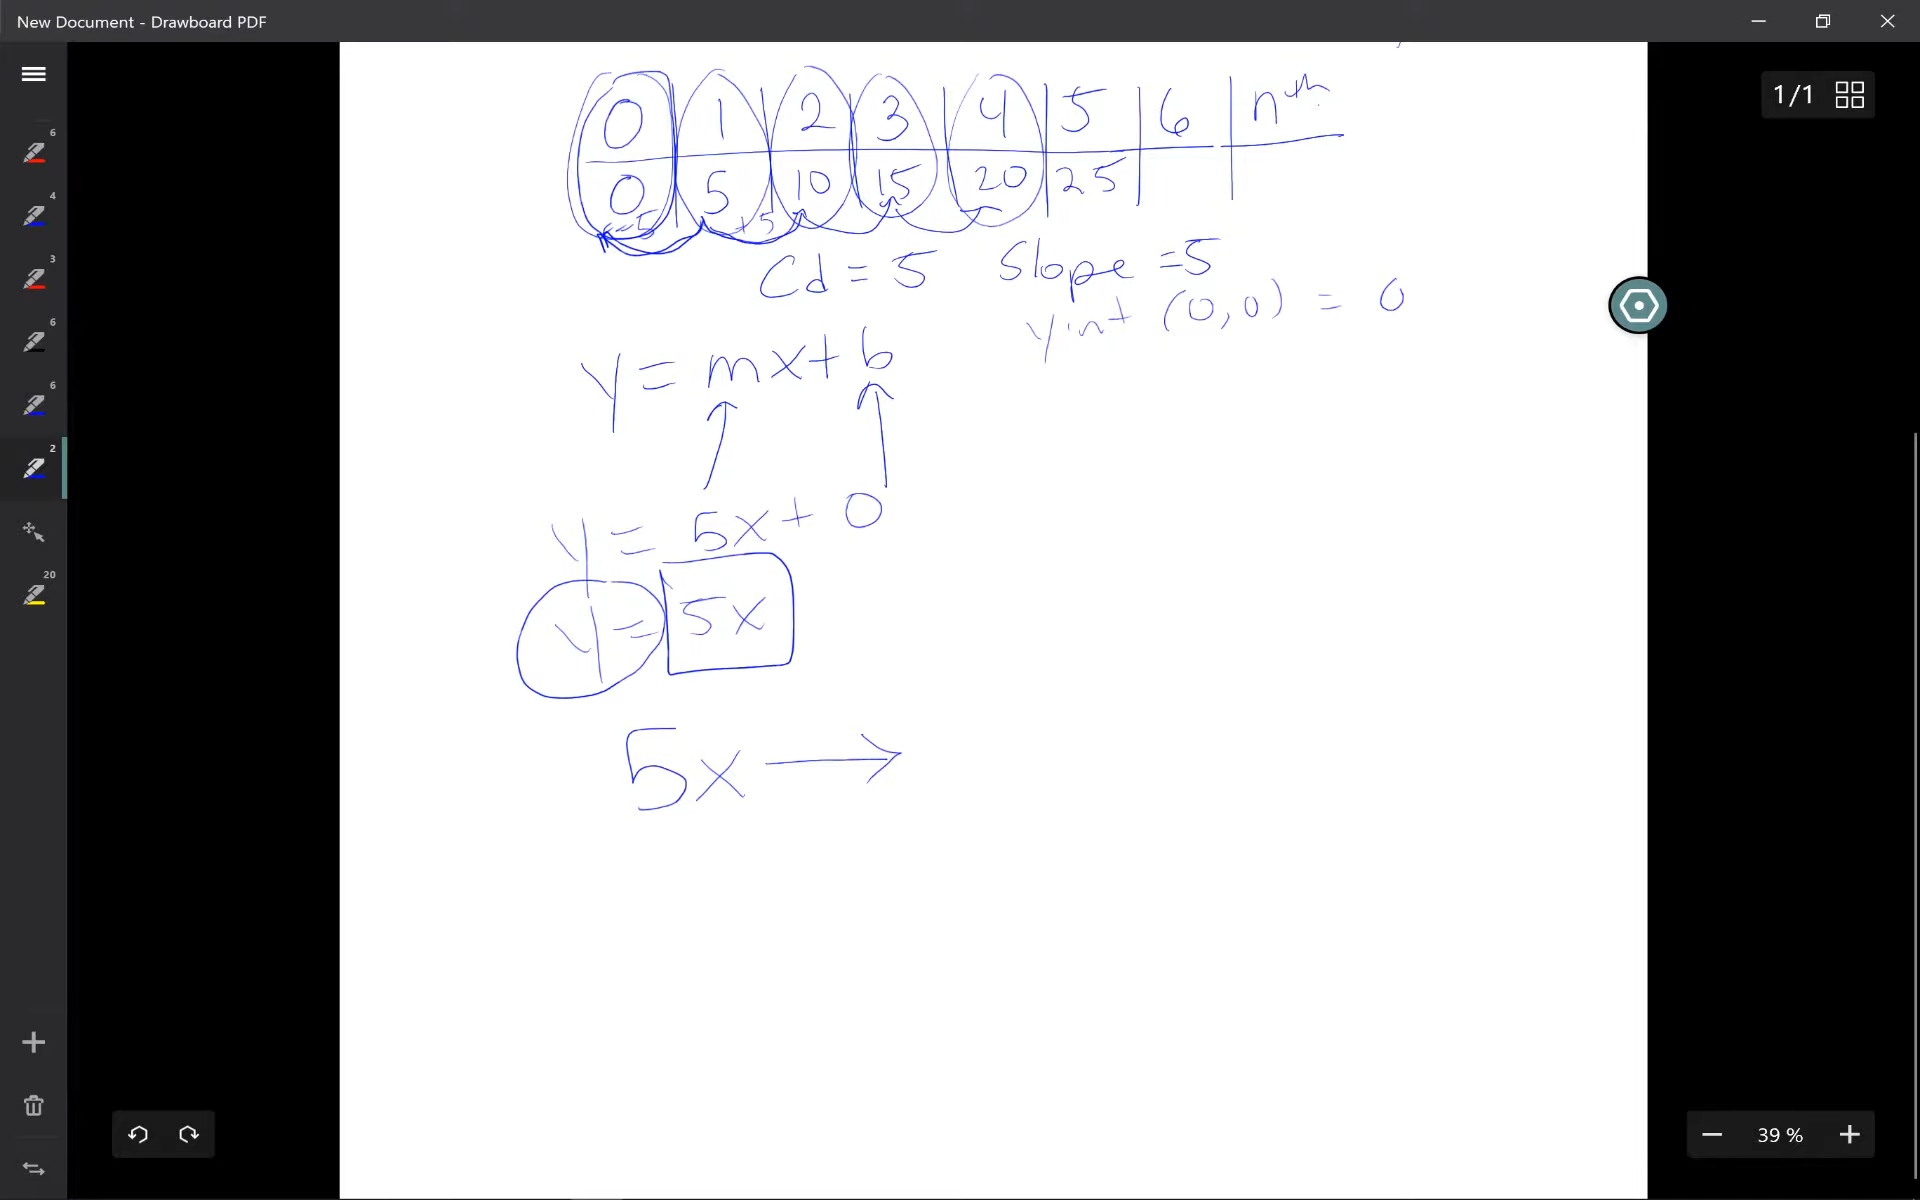 New Document - Drawboard PDF
1/1
0 1 2 3 4 5 6 nth
0 5 10 15 20 25
-5 +5
Cd = 5 Slope = 5
yint (0,0) = 0
y = mx + b
y = 5x + 0
y = 5x
5x →
6
4
3
6
6
2
20
39 %